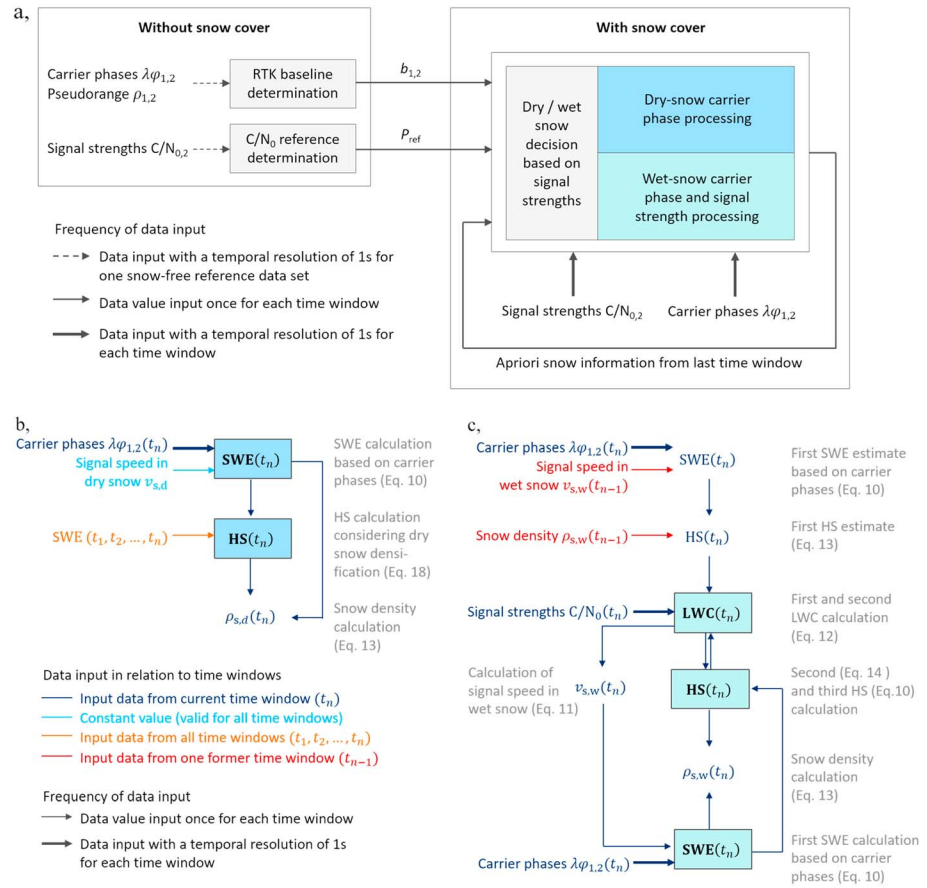 a,
Without snow cover
Carrier phases λφ1,2
Pseudorange ρ1,2
RTK baseline
determination
b1,2
Signal strengths C/N0,2
C/N0 reference
determination
Pref
With snow cover
Dry / wet
snow
decision
based on
signal
strengths
Dry-snow carrier
phase processing
Wet-snow carrier
phase and signal
strength processing
Signal strengths C/N0,2
Carrier phases λφ1,2
Apriori snow information from last time window
Frequency of data input
Data input with a temporal resolution of 1s for
one snow-free reference data set
Data value input once for each time window
Data input with a temporal resolution of 1s for
each time window
b,
Carrier phases λφ1,2(tn)
Signal speed in
dry snow vs,d
SWE(tn)
SWE calculation
based on carrier
phases (Eq. 10)
SWE (t1, t2, ..., tn)
HS(tn)
HS calculation
considering dry
snow densi-
fication (Eq. 18)
ρs,d(tn)
Snow density
calculation
(Eq. 13)
Data input in relation to time windows
Input data from current time window (tn)
Constant value (valid for all time windows)
Input data from all time windows (t1, t2, ..., tn)
Input data from one former time window (tn−1)
Frequency of data input
Data value input once for each time window
Data input with a temporal resolution of 1s
for each time window
c,
Carrier phases λφ1,2(tn)
Signal speed in
wet snow vs,w(tn−1)
SWE(tn)
First SWE estimate
based on carrier
phases (Eq. 10)
Snow density ρs,w(tn−1)
HS(tn)
First HS estimate
(Eq. 13)
Signal strengths C/N0(tn)
LWC(tn)
First and second
LWC calculation
(Eq. 12)
Calculation of
signal speed in
wet snow (Eq. 11)
vs,w(tn)
HS(tn)
Second (Eq. 14 )
and third HS (Eq.10)
calculation
ρs,w(tn)
Snow density
calculation
(Eq. 13)
Carrier phases λφ1,2(tn)
SWE(tn)
First SWE calculation
based on carrier
phases (Eq. 10)